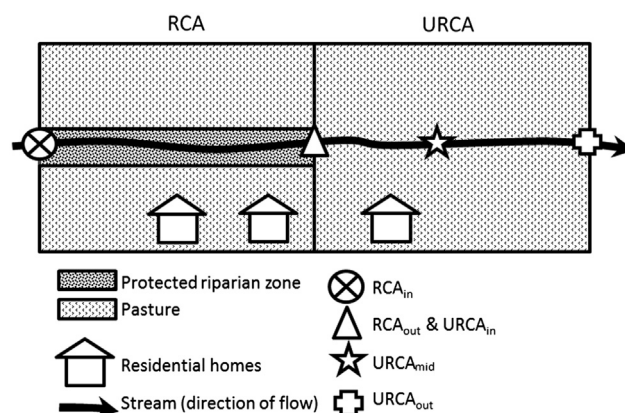 RCA URCA
Protected riparian zone
Pasture
Residential homes
Stream (direction of flow)
RCAin
RCAout & URCAin
URCAmid
URCAout